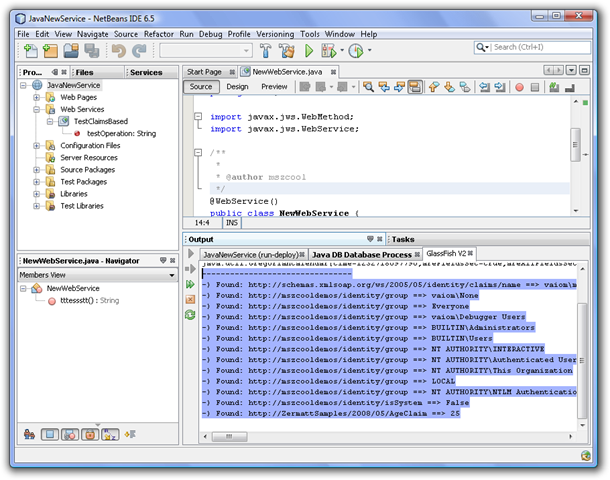 JavaNewService - NetBeans IDE 6.5
File Edit View Navigate Source Refactor Run Debug Profile Versioning Tools Window Help
Search (Ctrl+I)
Pro... Files Services
JavaNewService
Web Pages
Web Services
TestClaimsBased
testOperation: String
Configuration Files
Server Resources
Source Packages
Test Packages
Libraries
Test Libraries
NewWebService.java - Navigator
Members View
NewWebService
tttessstt() : String
Start Page NewWebService.java
Source Design Preview
import javax.jws.WebMethod;
import javax.jws.WebService;
/**
*
* @author mszcool
*/
@WebService()
public class NewWebService {
14:4 INS
Output Tasks
JavaNewService (run-deploy) Java DB Database Process GlassFish V2
------------------------------
-) Found: http://schemas.xmlsoap.org/ws/2005/05/identity/claims/name ==> vaiom\m
-) Found: http://mszcooldemos/identity/group ==> vaiom\None
-) Found: http://mszcooldemos/identity/group ==> Everyone
-) Found: http://mszcooldemos/identity/group ==> vaiom\Debugger Users
-) Found: http://mszcooldemos/identity/group ==> BUILTIN\Administrators
-) Found: http://mszcooldemos/identity/group ==> BUILTIN\Users
-) Found: http://mszcooldemos/identity/group ==> NT AUTHORITY\INTERACTIVE
-) Found: http://mszcooldemos/identity/group ==> NT AUTHORITY\Authenticated User
-) Found: http://mszcooldemos/identity/group ==> NT AUTHORITY\This Organization
-) Found: http://mszcooldemos/identity/group ==> LOCAL
-) Found: http://mszcooldemos/identity/group ==> NT AUTHORITY\NTLM Authenticatio
-) Found: http://mszcooldemos/identity/isSystem ==> False
-) Found: http://ZermattSamples/2008/05/AgeClaim ==> 25